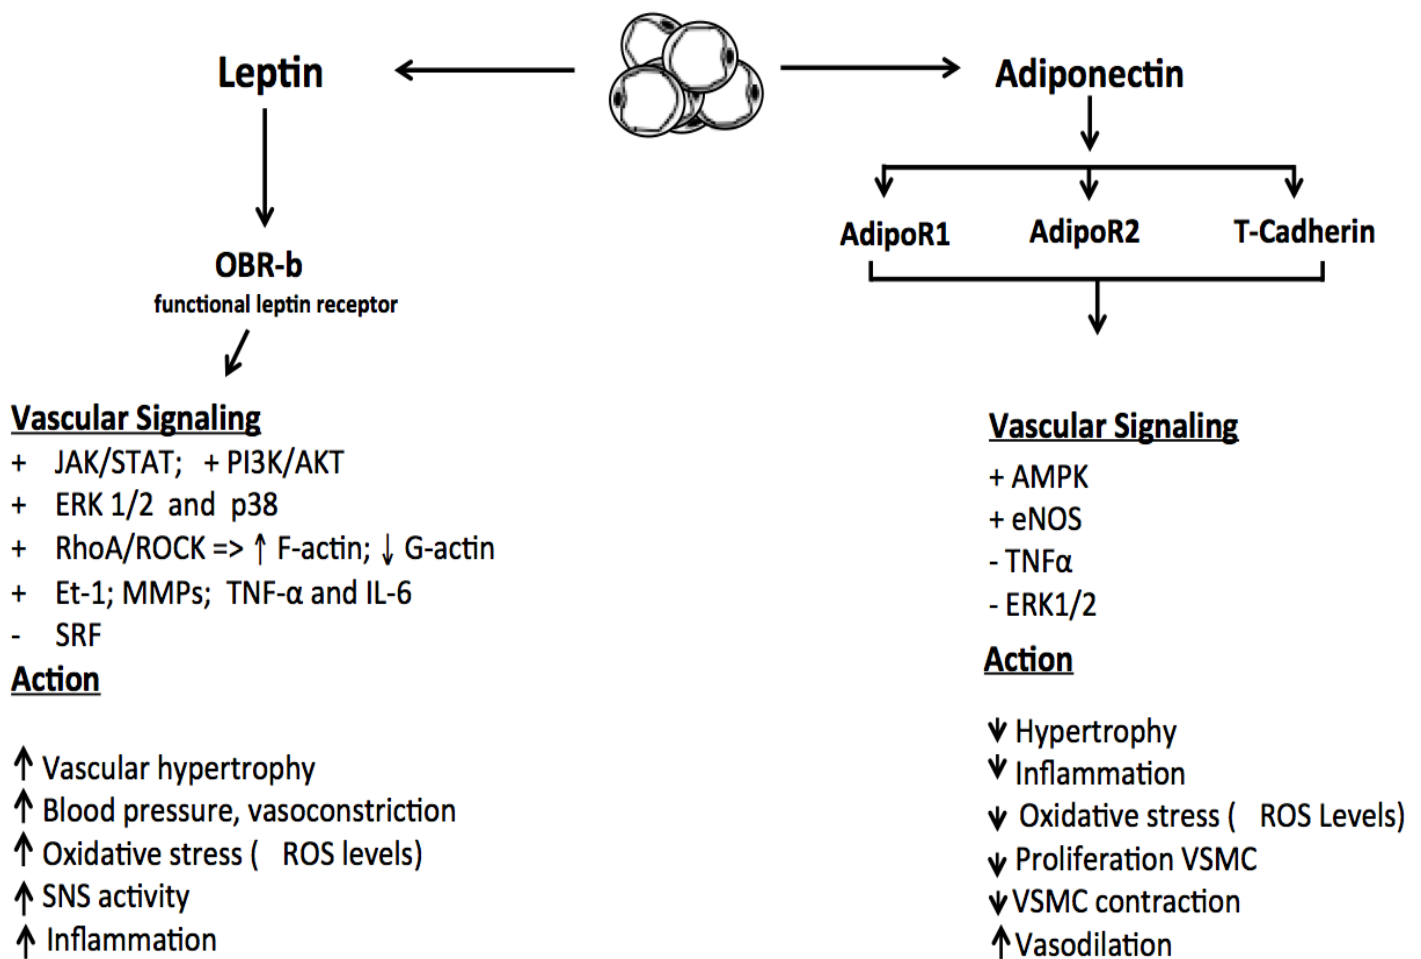 Leptin
Adiponectin
AdipoR1
AdipoR2
T-Cadherin
OBR-b
functional leptin receptor
Vascular Signaling
+ JAK/STAT; + PI3K/AKT
+ ERK 1/2 and p38
+ RhoA/ROCK => ↑ F-actin; ↓ G-actin
+ Et-1; MMPs; TNF-α and IL-6
- SRF
Action
↑ Vascular hypertrophy
↑ Blood pressure, vasoconstriction
↑ Oxidative stress ( ROS levels)
↑ SNS activity
↑ Inflammation
Vascular Signaling
+ AMPK
+ eNOS
- TNFα
- ERK1/2
Action
↓ Hypertrophy
↓ Inflammation
↓ Oxidative stress ( ROS Levels)
↓ Proliferation VSMC
↓ VSMC contraction
↑ Vasodilation